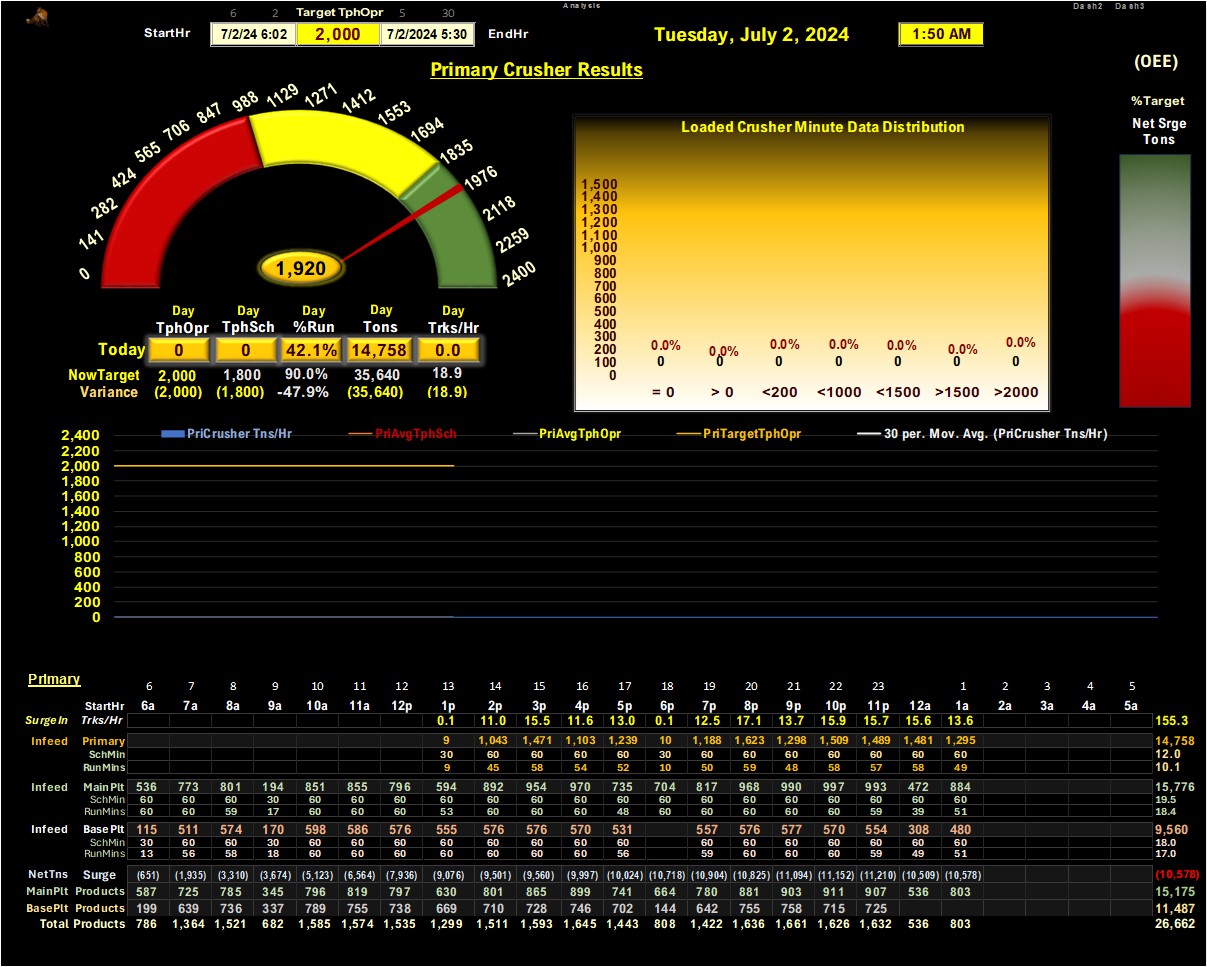 Analysis Dash2 Dash3
6 2 Target TphOpr 5 30
StartHr 7/2/24 6:02 2,000 7/2/2024 5:30 EndHr Tuesday, July 2, 2024 1:50 AM
Primary Crusher Results
(OEE)
%Target
Net Srge
Tons
0 141 282 424 565 706 847 988 1129 1271 1412 1553 1694 1835 1976 2118 2259 2400
1,920
Loaded Crusher Minute Data Distribution
1,500
1,400
1,300
1,200
1,100
1,000
900
800
700
600
500
400
300
200
100
0
0.0% 0.0% 0.0% 0.0% 0.0% 0.0% 0.0%
0 0 0 0 0 0 0
= 0 > 0 <200 <1000 <1500 >1500 >2000
Day Day Day Day Day
TphOpr TphSch %Run Tons Trks/Hr
Today 0 0 42.1% 14,758 0.0
NowTarget 2,000 1,800 90.0% 35,640 18.9
Variance (2,000) (1,800) -47.9% (35,640) (18.9)
PriCrusher Tns/Hr PriAvgTphSch PriAvgTphOpr PriTargetTphOpr 30 per. Mov. Avg. (PriCrusher Tns/Hr)
2,400
2,200
2,000
1,800
1,600
1,400
1,200
1,000
800
600
400
200
0
Primary
6 7 8 9 10 11 12 13 14 15 16 17 18 19 20 21 22 23 1 2 3 4 5
StartHr 6a 7a 8a 9a 10a 11a 12p 1p 2p 3p 4p 5p 6p 7p 8p 9p 10p 11p 12a 1a 2a 3a 4a 5a
SurgeIn Trks/Hr 0.1 11.0 15.5 11.6 13.0 0.1 12.5 17.1 13.7 15.9 15.7 15.6 13.6 155.3
Infeed Primary 9 1,043 1,471 1,103 1,239 10 1,188 1,623 1,298 1,509 1,489 1,481 1,295 14,758
SchMin 30 60 60 60 60 30 60 60 60 60 60 60 60 12.0
RunMins 9 45 58 54 52 10 50 59 48 58 57 58 49 10.1
Infeed MainPlt 536 773 801 194 851 855 796 594 892 954 970 735 704 817 968 990 997 993 472 884 15,776
SchMin 60 60 60 30 60 60 60 60 60 60 60 60 60 60 60 60 60 60 60 60 19.5
RunMins 60 60 59 17 60 60 60 53 60 60 60 48 60 60 60 60 60 59 39 51 18.4
Infeed BasePlt 115 511 574 170 598 586 576 555 576 576 570 531 557 576 577 570 554 308 480 9,560
SchMin 30 60 60 30 60 60 60 60 60 60 60 60 60 60 60 60 60 60 60 18.0
RunMins 13 56 58 18 60 60 60 60 60 60 60 56 59 60 60 60 59 49 51 17.0
NetTns Surge (651) (1,935) (3,310) (3,674) (5,123) (6,564) (7,936) (9,076) (9,501) (9,560) (9,997) (10,024) (10,718) (10,904) (10,825) (11,094) (11,152) (11,210) (10,509) (10,578) (10,578)
MainPlt Products 587 725 785 345 796 819 797 630 801 865 899 741 664 780 881 903 911 907 536 803 15,175
BasePlt Products 199 639 736 337 789 755 738 669 710 728 746 702 144 642 755 758 715 725 11,487
Total Products 786 1,364 1,521 682 1,585 1,574 1,535 1,299 1,511 1,593 1,645 1,443 808 1,422 1,636 1,661 1,626 1,632 536 803 26,662